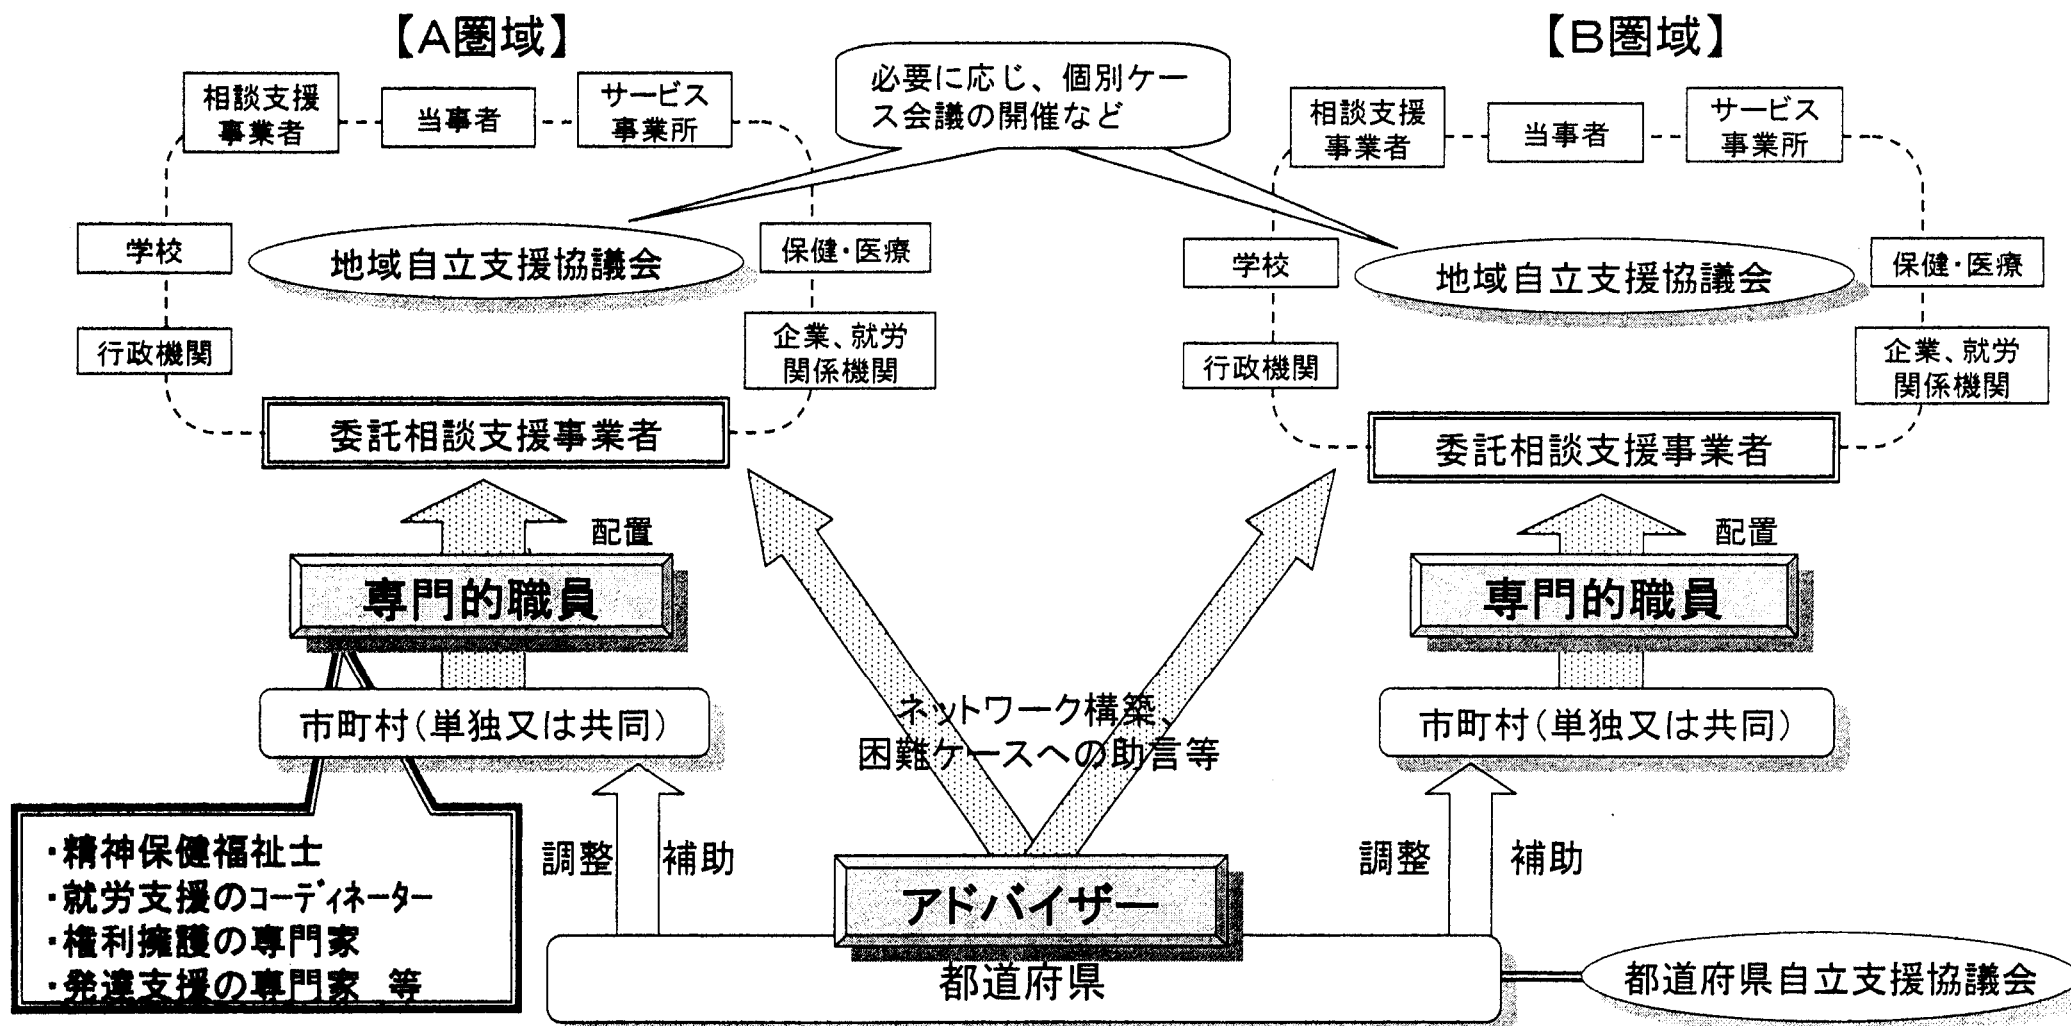 【A圏域】
【B圏域】
必要に応じ、個別ケー
ス会議の開催など
相談支援
事業者
当事者
サービス
事業所
学校
地域自立支援協議会
保健・医療
行政機関
企業、就労
関係機関
委託相談支援事業者
相談支援
事業者
当事者
サービス
事業所
学校
地域自立支援協議会
保健・医療
行政機関
企業、就労
関係機関
委託相談支援事業者
配置
専門的職員
市町村(単独又は共同)
配置
専門的職員
市町村(単独又は共同)
ネットワーク構築、
困難ケースへの助言等
・精神保健福祉士
・就労支援のコーディネーター
・権利擁護の専門家
・発達支援の専門家 等
調整
補助
調整
補助
アドバイザー
都道府県
都道府県自立支援協議会